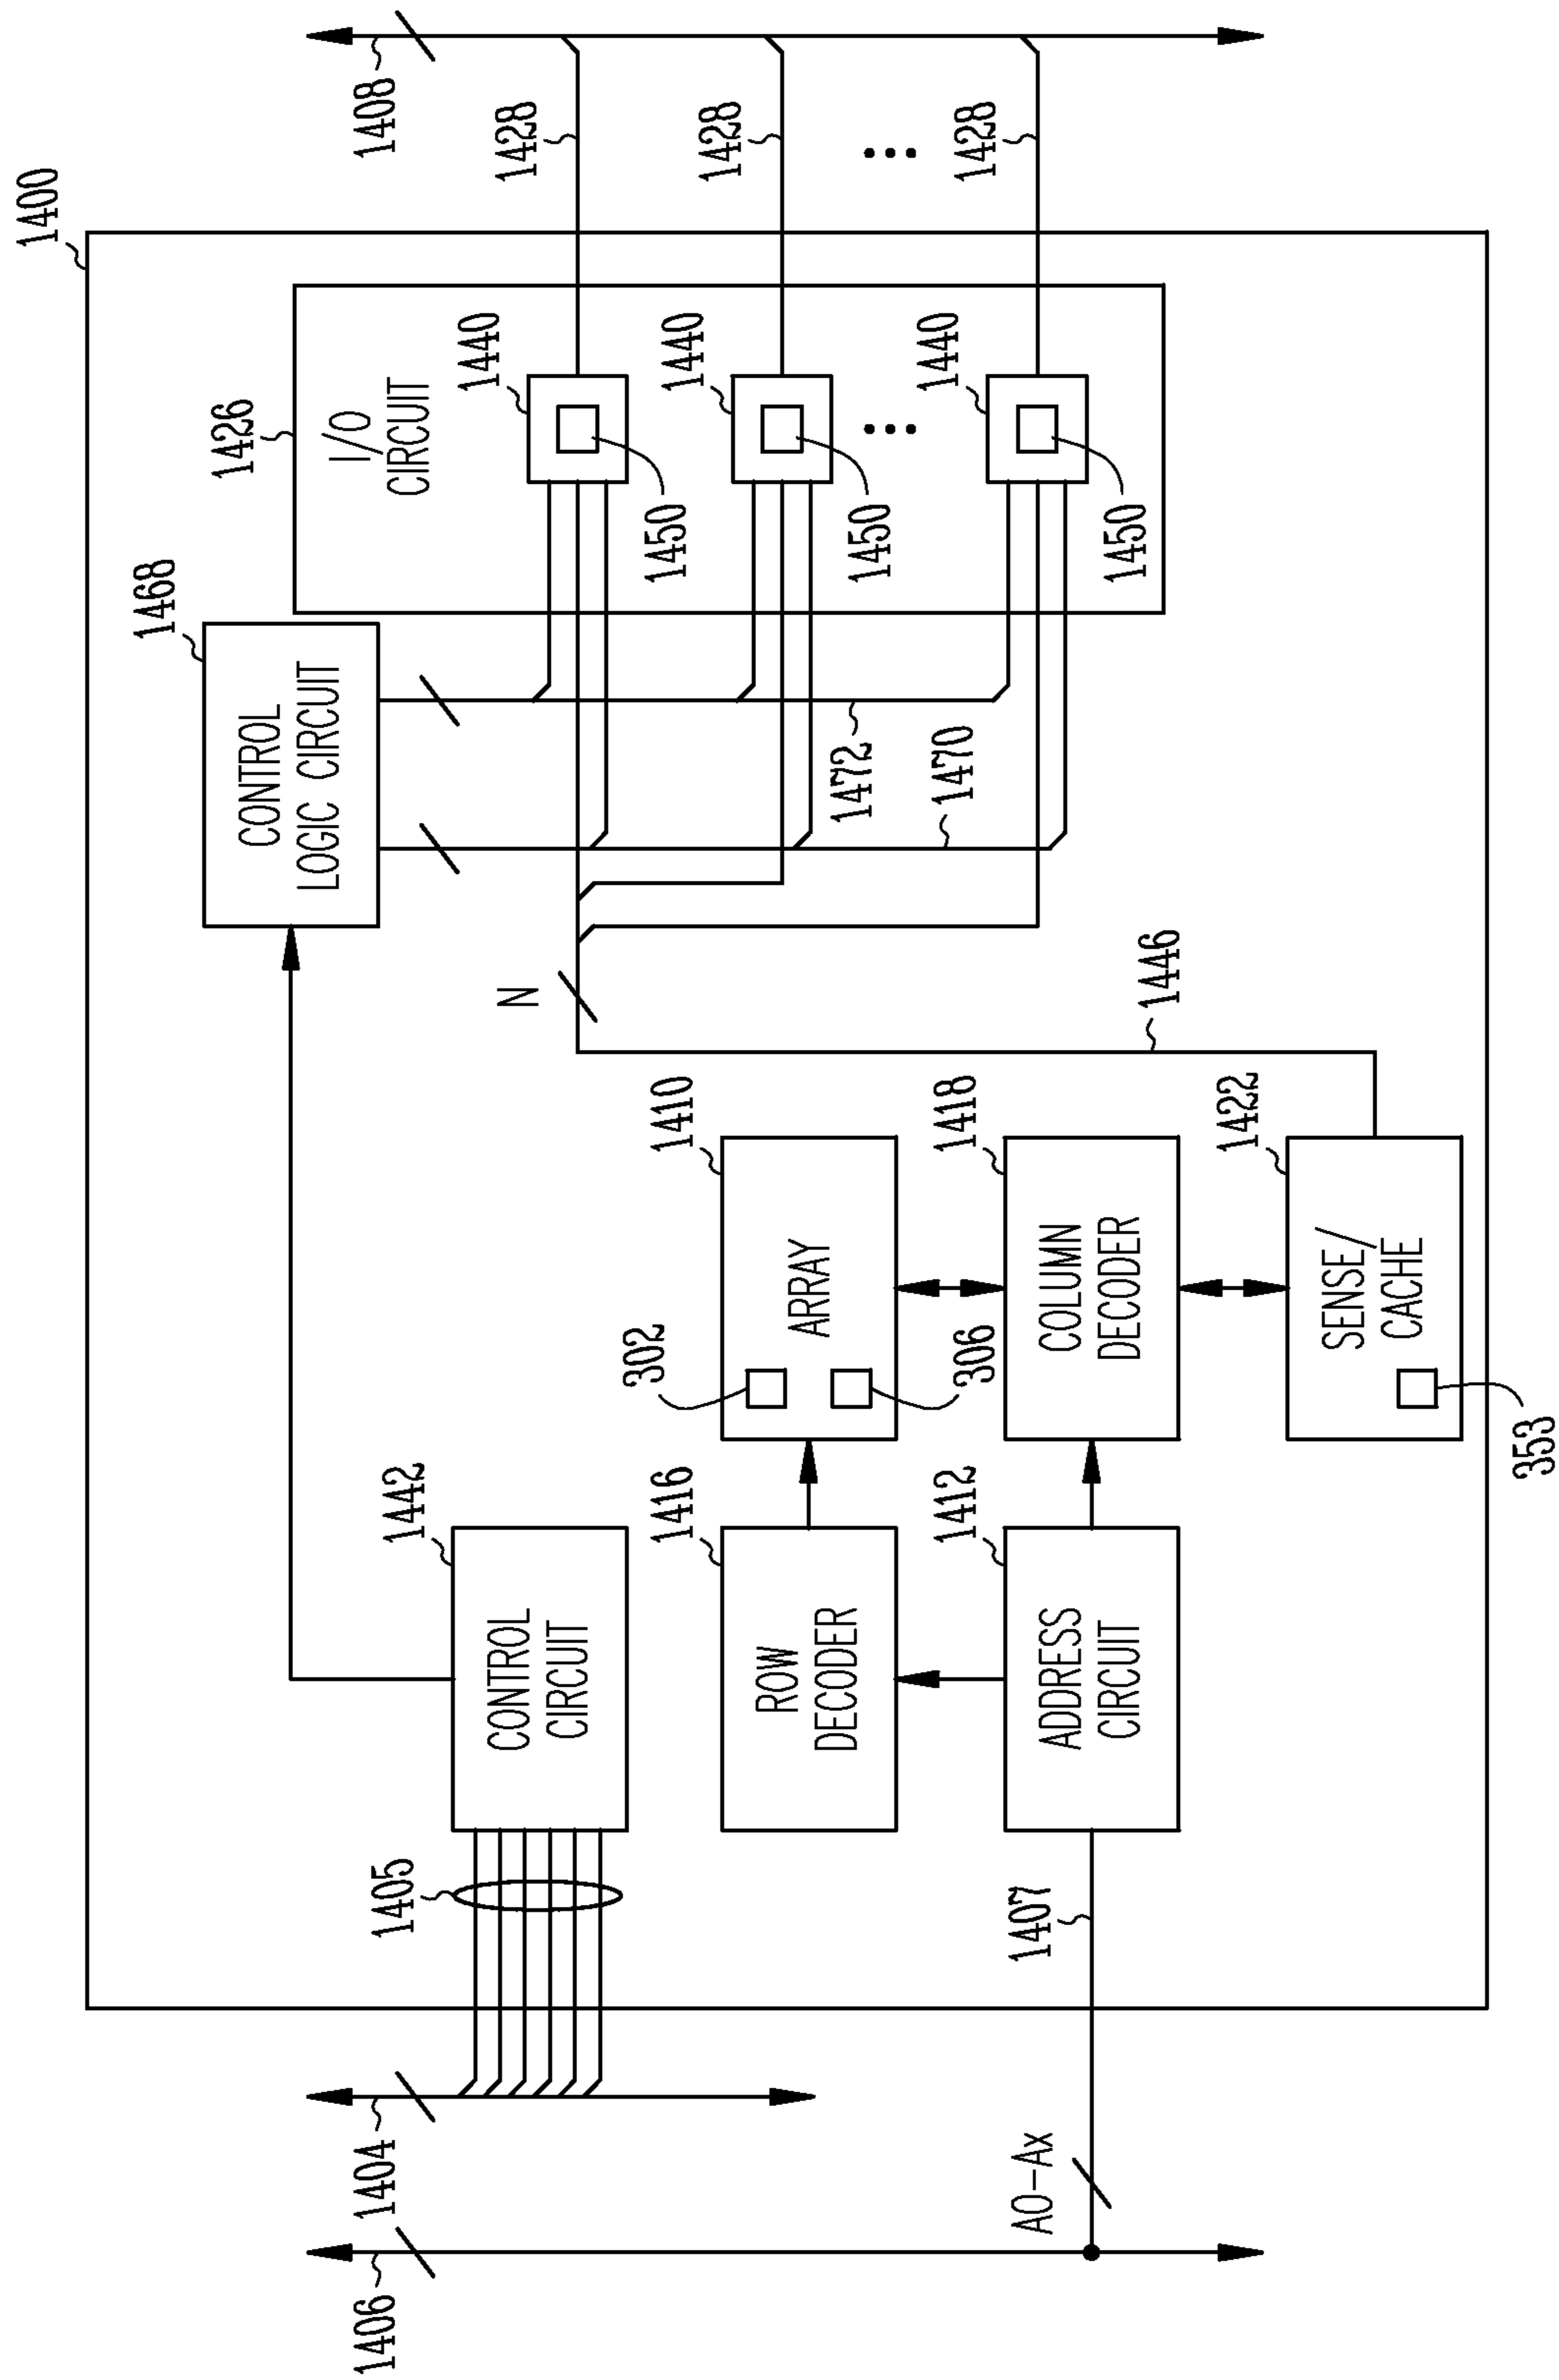 1400
1468
1426
1408
CONTROL
LOGIC CIRCUIT
I/O
CIRCUIT
1406
1404
1405
1442
1440
1428
CONTROL
CIRCUIT
N
1450
1416
302
1410
1440
1428
ROW
DECODER
ARRAY
1472
1450
A0-Ax
1407
1412
306
1418
1470
1440
1428
ADDRESS
CIRCUIT
COLUMN
DECODER
1446
1450
1422
SENSE/
CACHE
353